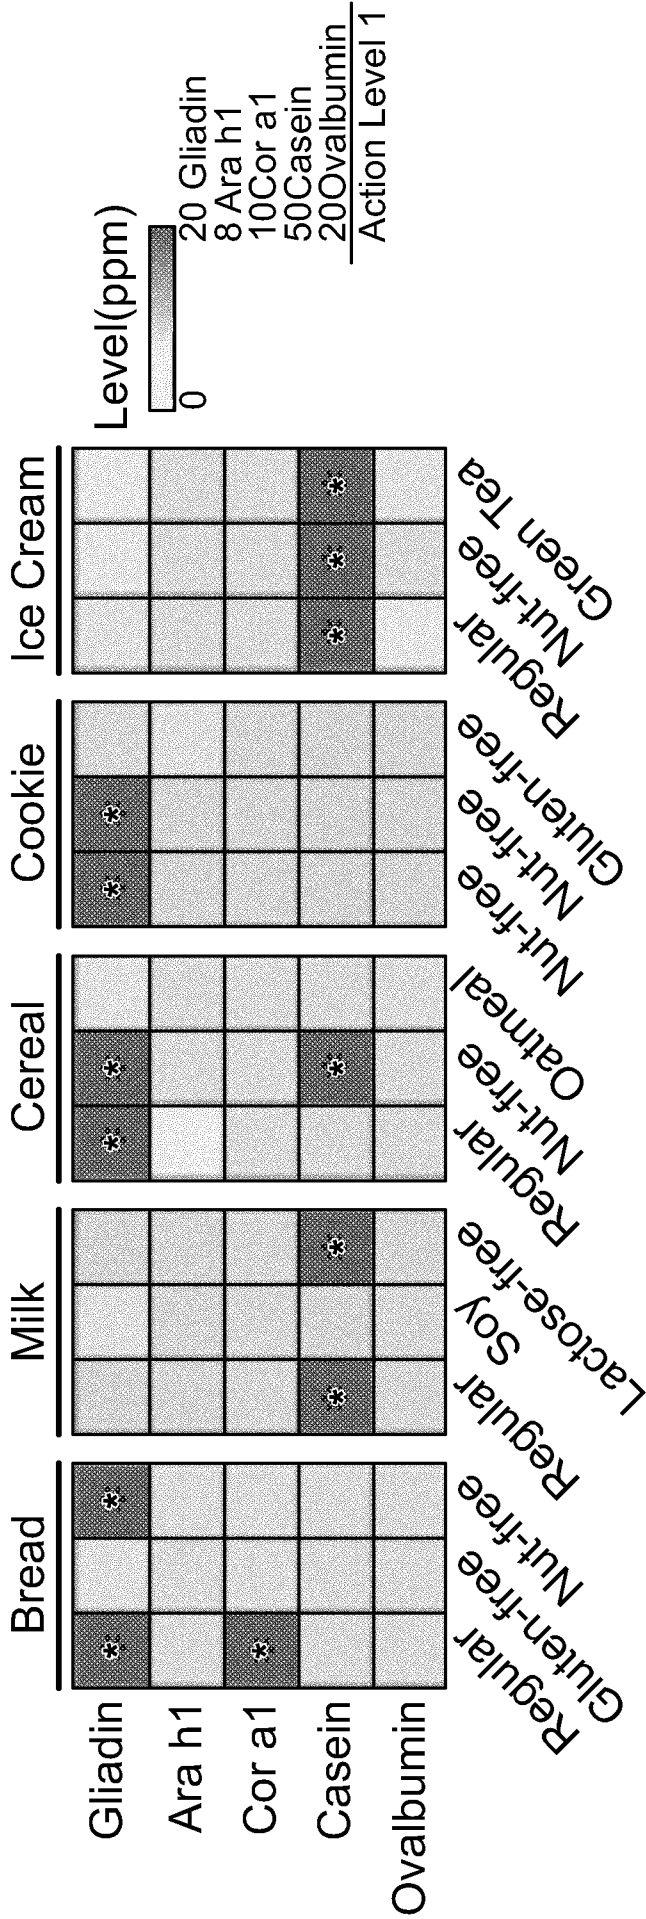 Bread
Milk
Cereal
Cookie
Ice Cream
Level(ppm)
0
20 Gliadin
8 Ara h1
10Cor a1
50Casein
20Ovalbumin
Action Level 1
Gliadin
*
*
*
*
*
*
Ara h1
Cor a1
*
Casein
*
*
*
*
*
*
Ovalbumin
Regular
Gluten-free
Nut-free
Regular
Soy
Lactose-free
Regular
Nut-free
Oatmeal
Nut-free
Nut-free
Gluten-free
Regular
Nut-free
Green Tea